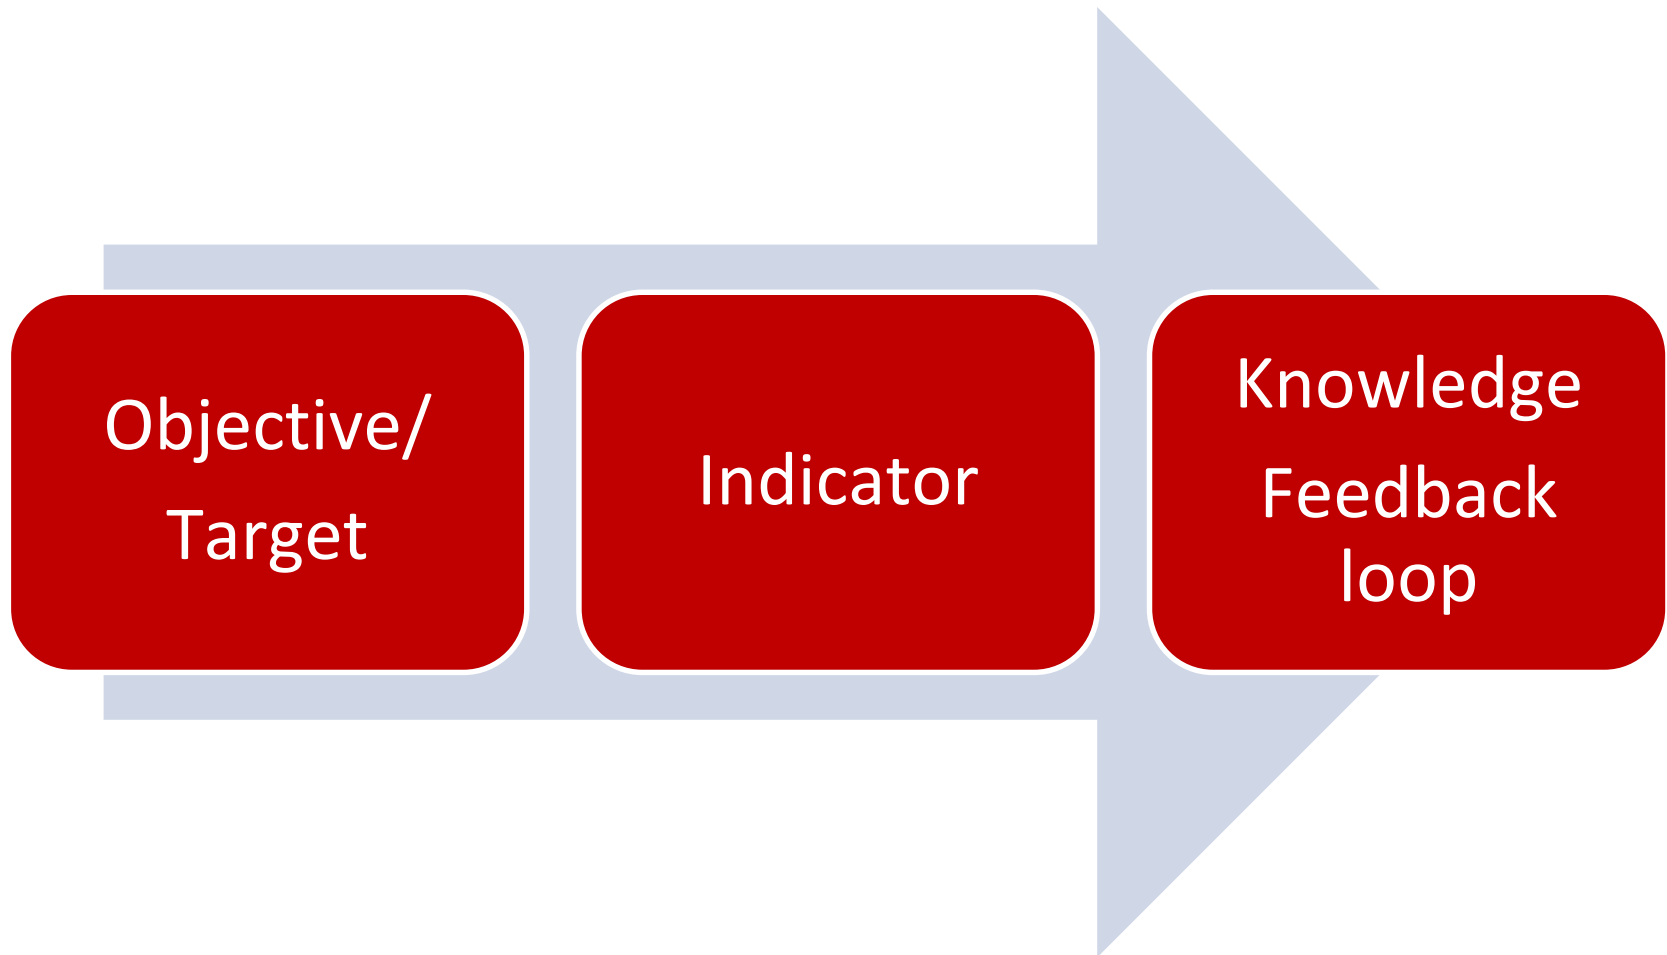 Objective/
Target
Indicator
Knowledge
Feedback
loop